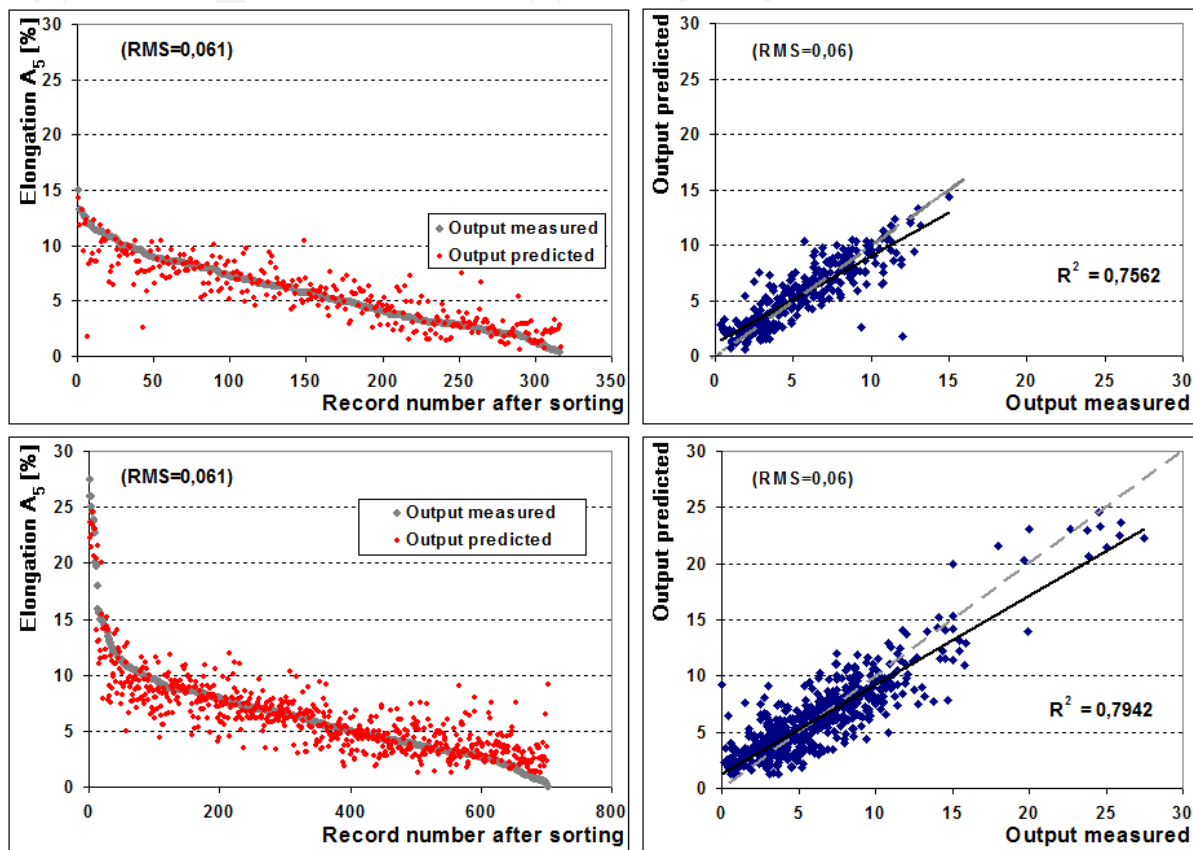 Elongation A5 [%]
30
25
20
15
10
5
0
(RMS=0,061)
Output measured
Output predicted
0 50 100 150 200 250 300 350
Record number after sorting
Output predicted
30
25
20
15
10
5
0
(RMS=0,06)
R2 = 0,7562
0 5 10 15 20 25 30
Output measured
Elongation A5 [%]
30
25
20
15
10
5
0
(RMS=0,061)
Output measured
Output predicted
0 200 400 600 800
Record number after sorting
Output predicted
30
25
20
15
10
5
0
(RMS=0,06)
R2 = 0,7942
0 5 10 15 20 25 30
Output measured